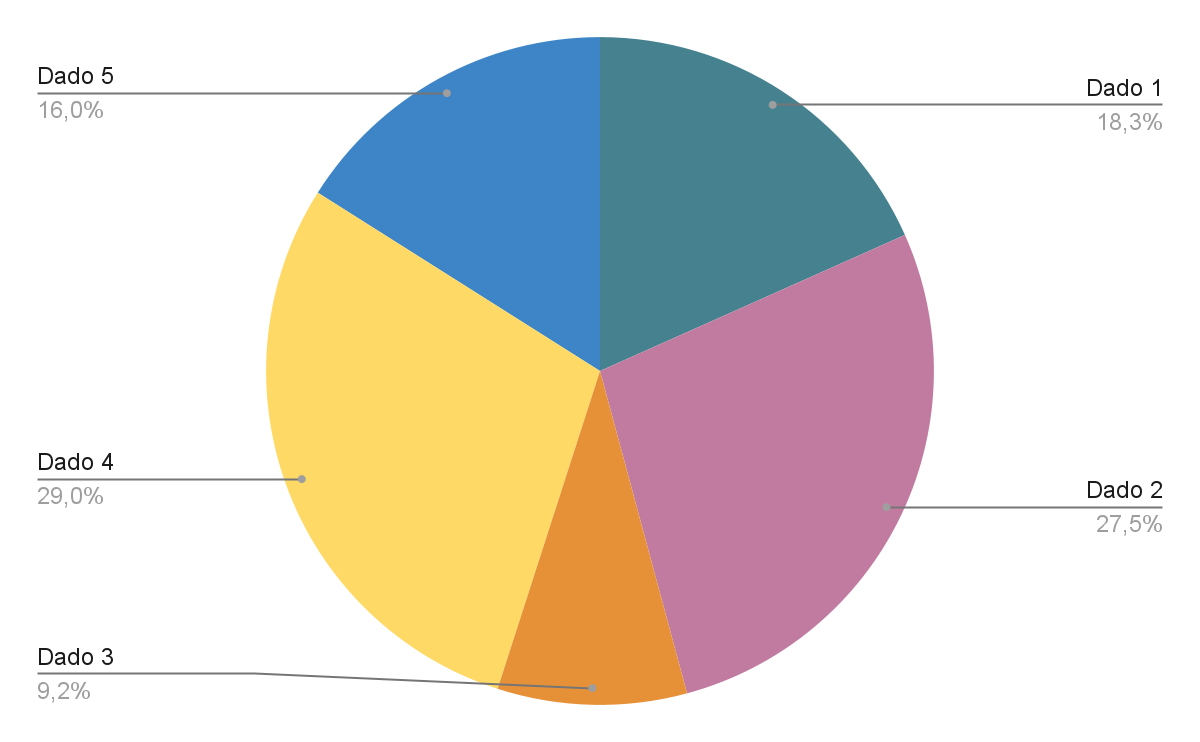 Dado 5
16,0%
Dado 1
18,3%
Dado 4
29,0%
Dado 2
27,5%
Dado 3
9,2%